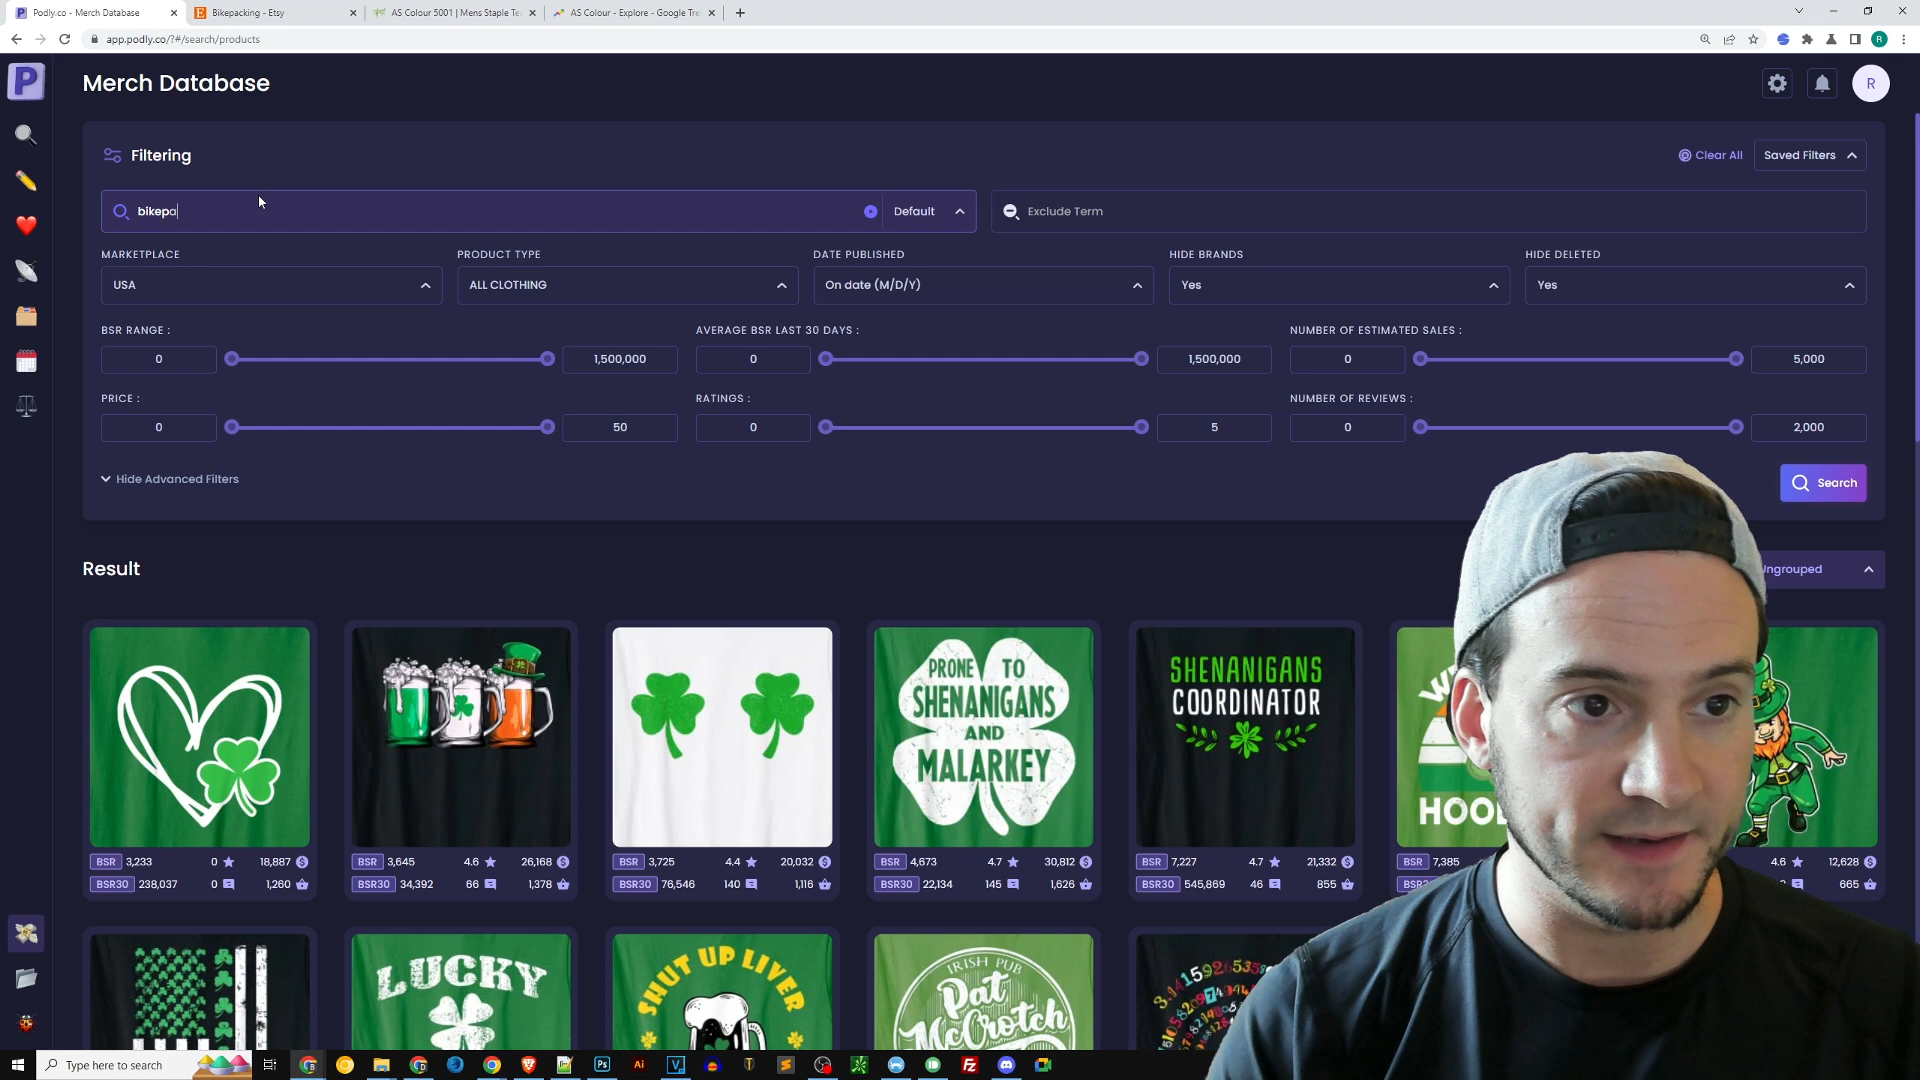 Podly.co - Merch Database
Bikepacking - Etsy
AS Colour 5001 | Mens Staple Te
AS Colour - Explore - Google Tre
app.podly.co/?#/search/products
R
P
Merch Database
R
Filtering
Clear All
Saved Filters
bikepa
Default
Exclude Term
MARKETPLACE
PRODUCT TYPE
DATE PUBLISHED
HIDE BRANDS
HIDE DELETED
USA
ALL CLOTHING
On date (M/D/Y)
Yes
Yes
BSR RANGE :
AVERAGE BSR LAST 30 DAYS :
NUMBER OF ESTIMATED SALES :
0
1,500,000
0
1,500,000
0
5,000
PRICE :
RATINGS :
NUMBER OF REVIEWS :
0
50
0
5
0
2,000
Hide Advanced Filters
Search
Result
Ungrouped
PRONE TO
SHENANIGANS
AND
MALARKEY
SHENANIGANS
COORDINATOR
BSR 3,233 0 18,887
BSR30 238,037 0 1,260
BSR 3,645 4.6 26,168
BSR30 34,392 66 1,378
BSR 3,725 4.4 20,032
BSR30 76,546 140 1,116
BSR 4,673 4.7 30,812
BSR30 22,134 145 1,626
BSR 7,227 4.7 21,332
BSR30 545,869 46 855
BSR 7,385
4.6 12,628
665
LUCKY
SHUT UP LIVER
IRISH PUB
Pat
McCrotch
Type here to search